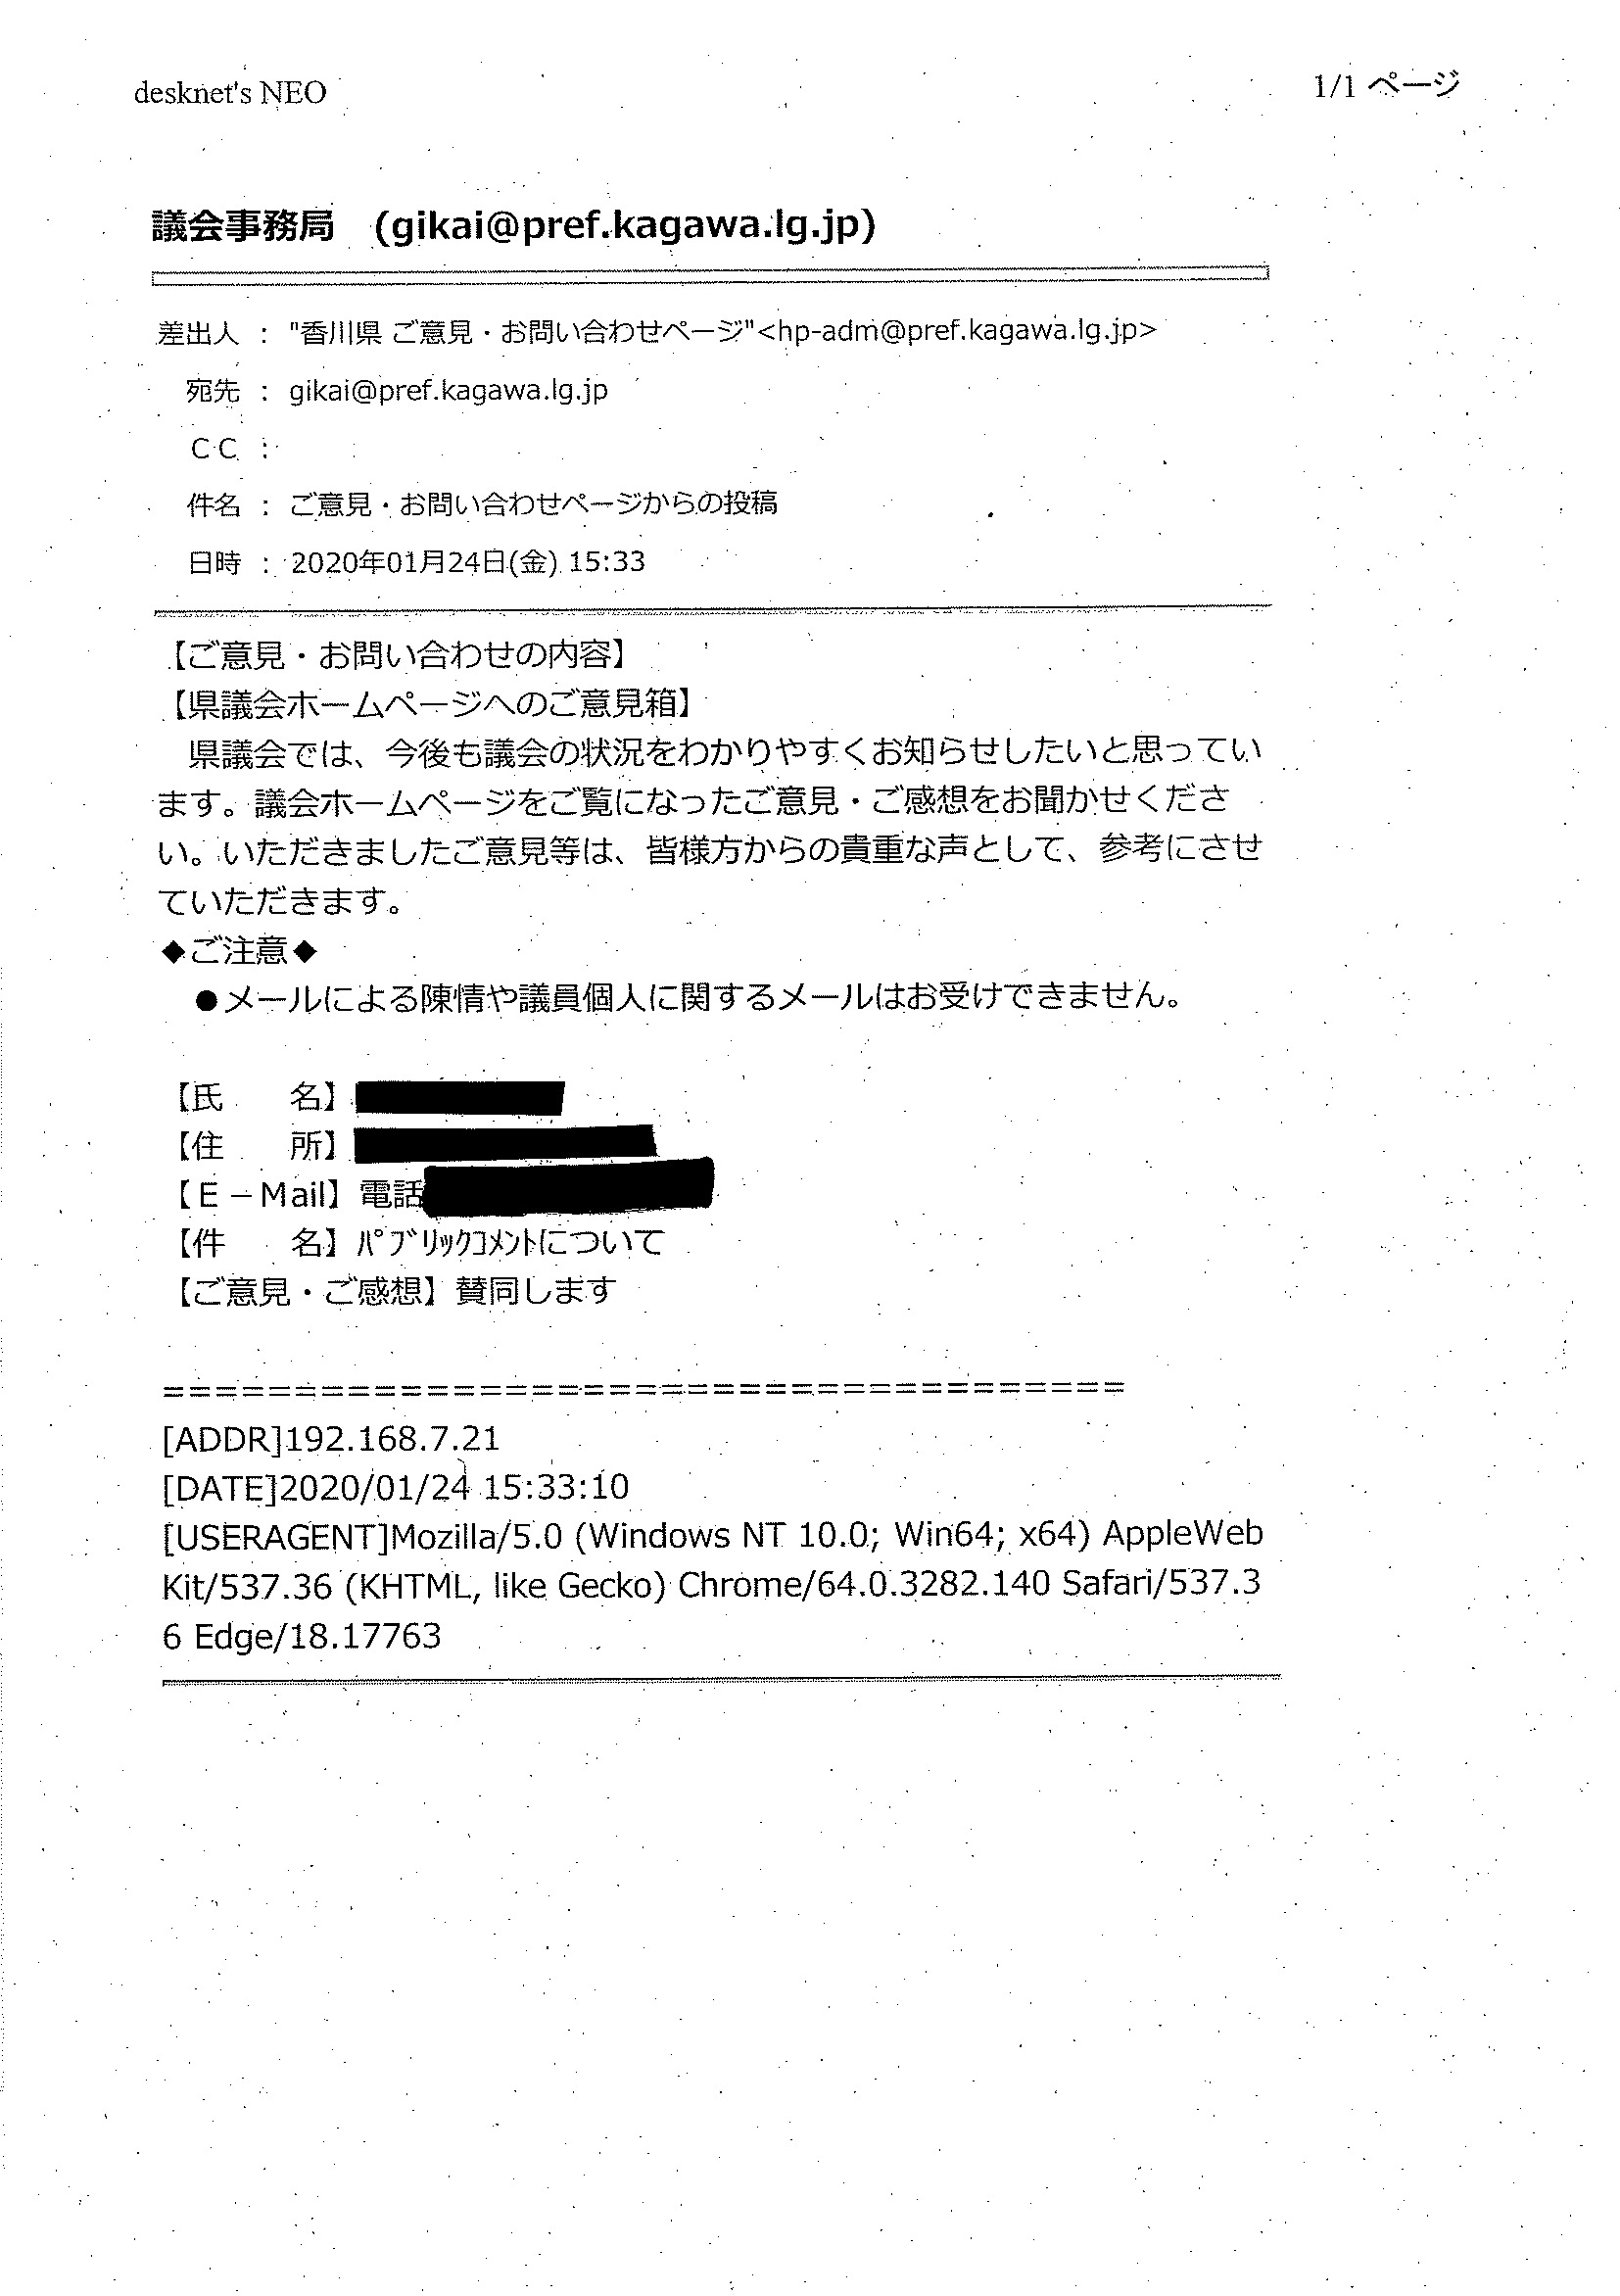 desknet's NEO
1/1 ページ
議会事務局　(gikai@pref.kagawa.lg.jp)
差出人 ： "香川県 ご意見・お問い合わせページ"<hp-adm@pref.kagawa.lg.jp>
宛先 ： gikai@pref.kagawa.lg.jp
ＣＣ ：
件名 ： ご意見・お問い合わせページからの投稿
日時 ： 2020年01月24日(金) 15:33
【ご意見・お問い合わせの内容】
【県議会ホームページへのご意見箱】
　県議会では、今後も議会の状況をわかりやすくお知らせしたいと思ってい
ます。議会ホームページをご覧になったご意見・ご感想をお聞かせくださ
い。いただきましたご意見等は、皆様方からの貴重な声として、参考にさせ
ていただきます。
◆ご注意◆
　●メールによる陳情や議員個人に関するメールはお受けできません。
【氏　　名】
【住　　所】
【Ｅ－Mail】電話
【件　　名】ﾊﾟﾌﾞﾘｯｸｺﾒﾝﾄについて
【ご意見・ご感想】賛同します
=====================================
[ADDR]192.168.7.21
[DATE]2020/01/24 15:33:10
[USERAGENT]Mozilla/5.0 (Windows NT 10.0; Win64; x64) AppleWeb
Kit/537.36 (KHTML, like Gecko) Chrome/64.0.3282.140 Safari/537.3
6 Edge/18.17763